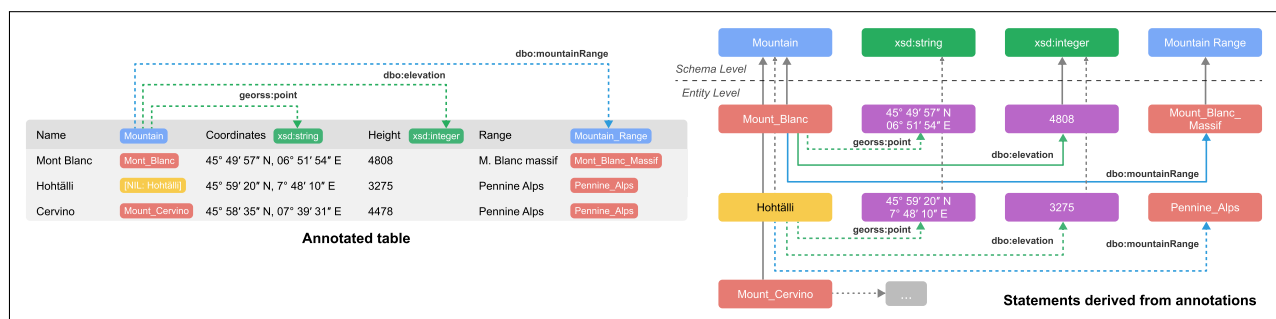 dbo:mountainRange
dbo:elevation
georss:point
Name Mountain Coordinates xsd:string Height xsd:integer Range Mountain_Range
Mont Blanc Mont_Blanc 45° 49′ 57″ N, 06° 51′ 54″ E 4808 M. Blanc massif Mont_Blanc_Massif
Hohtälli [NIL: Hohtälli] 45° 59′ 20″ N, 7° 48′ 10″ E 3275 Pennine Alps Pennine_Alps
Cervino Mount_Cervino 45° 58′ 35″ N, 07° 39′ 31″ E 4478 Pennine Alps Pennine_Alps
Annotated table
Mountain xsd:string xsd:integer Mountain Range
Schema Level
Entity Level
Mount_Blanc 45° 49′ 57″ N 4808 Mount_Blanc_
06° 51′ 54″ E Massif
georss:point
dbo:elevation
dbo:mountainRange
Hohtälli 45° 59′ 20″ N 3275 Pennine_Alps
7° 48′ 10″ E
georss:point
dbo:elevation
dbo:mountainRange
Mount_Cervino ...
Statements derived from annotations